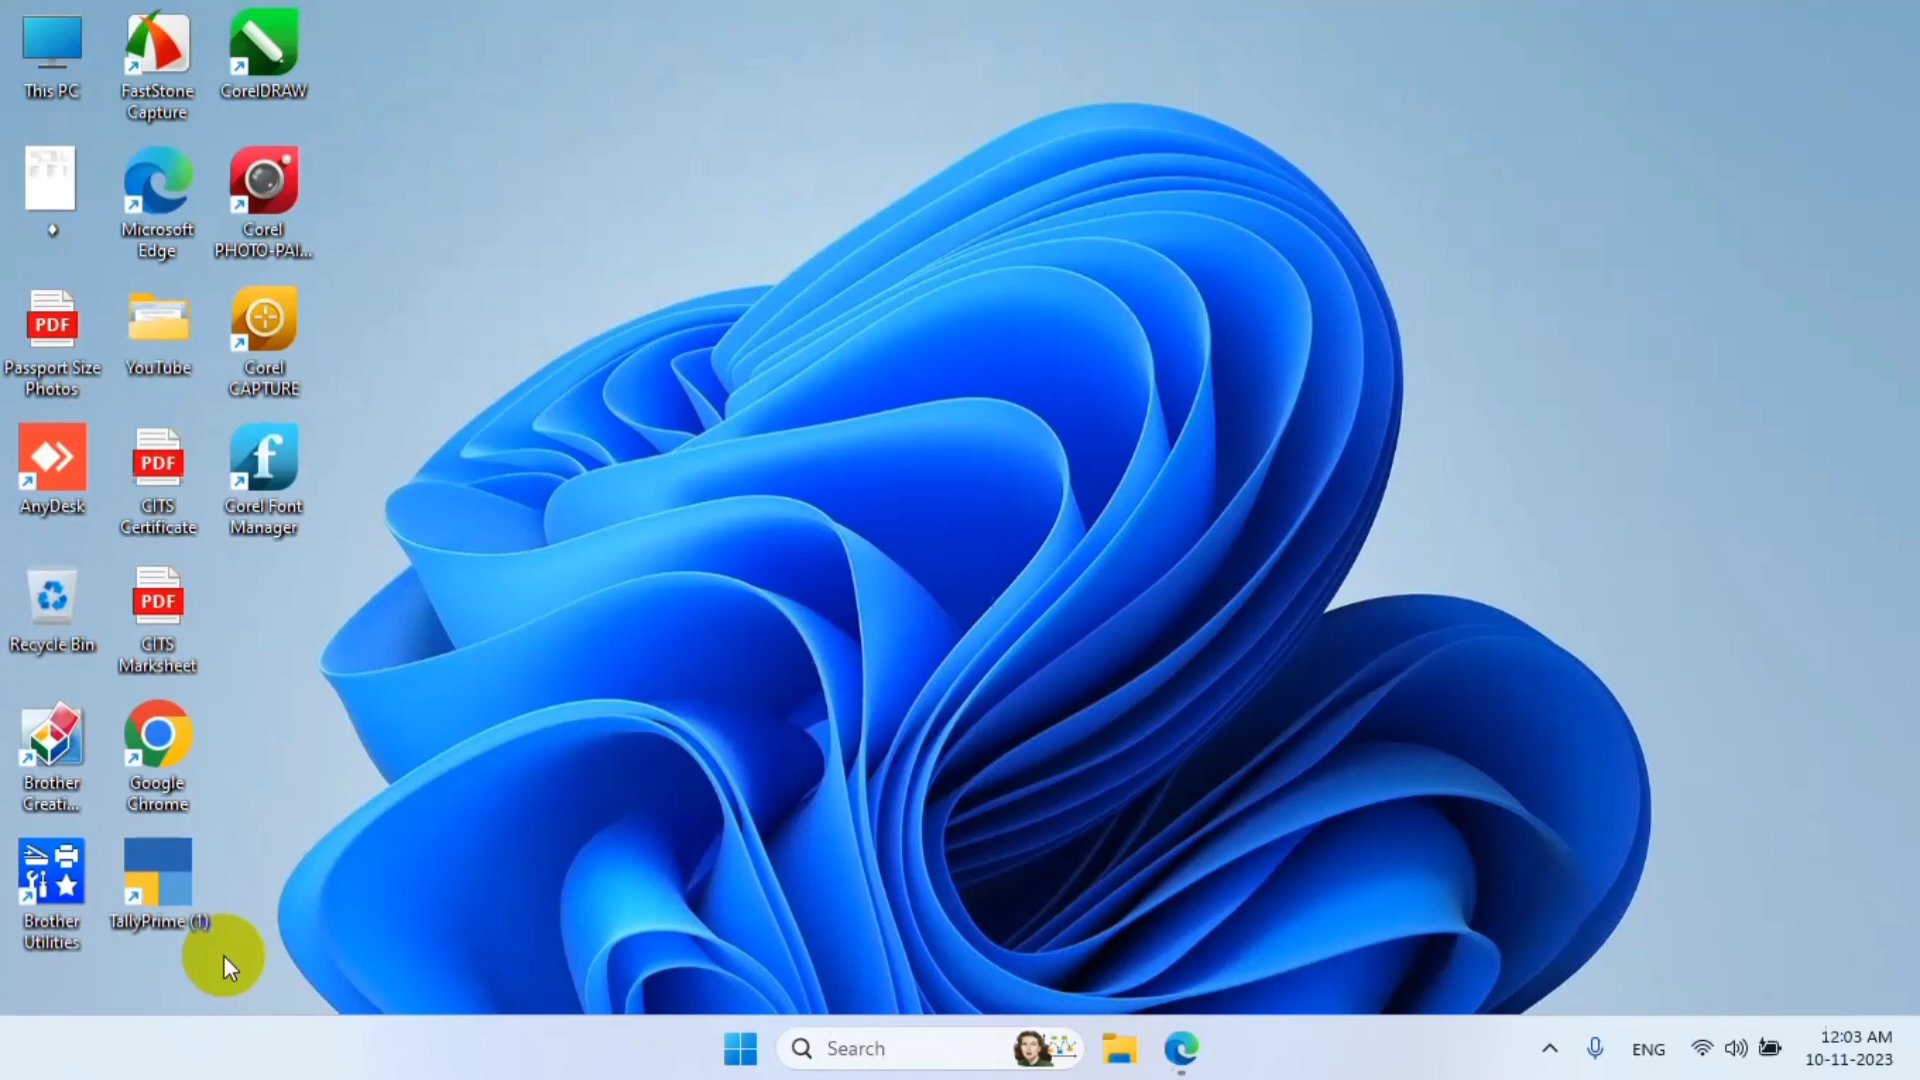 This PC
FastStone
Capture
CorelDRAW
♦
Microsoft
Edge
Corel
PHOTO-PAI...
PDF
Passport Size
Photos
YouTube
Corel
CAPTURE
AnyDesk
PDF
CITS
Certificate
f
Corel Font
Manager
Recycle Bin
PDF
CITS
Marksheet
Brother
Creati...
Google
Chrome
Brother
Utilities
TallyPrime (1)
Search
ENG
12:03 AM
10-11-2023